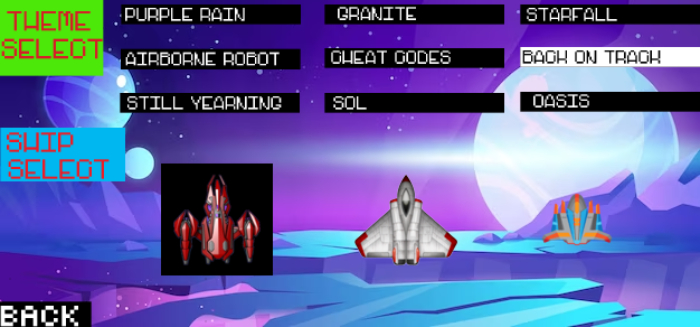 THEME
SELECT
PURPLE RAIN
GRANITE
STARFALL
AIRBORNE ROBOT
CHEAT CODES
BACK ON TRACK
STILL YEARNING
SOL
OASIS
SHIP
SELECT
BACK